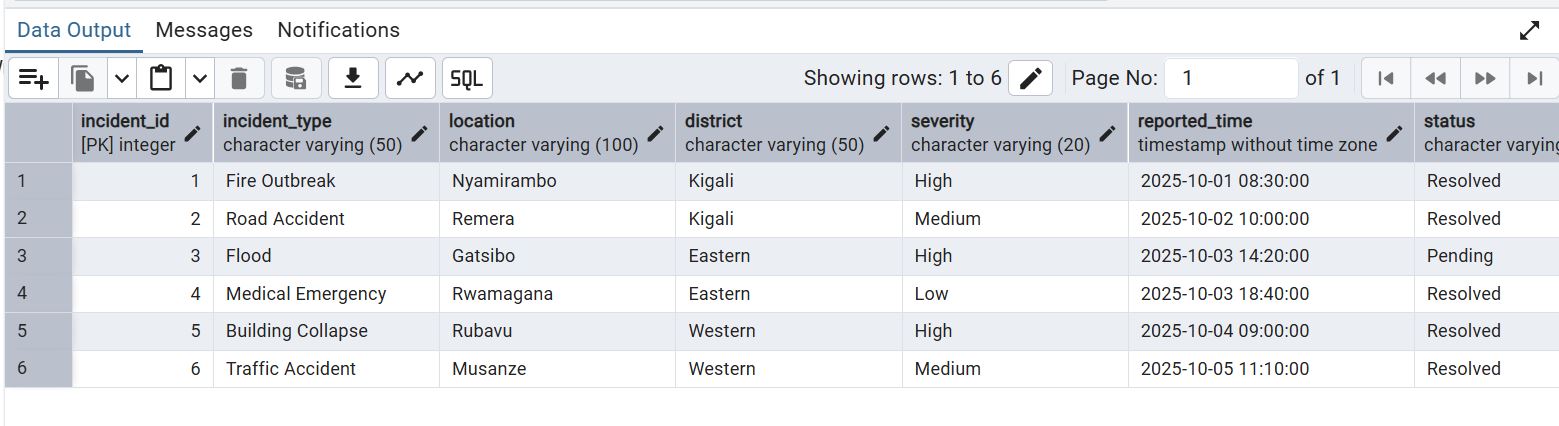 Data Output Messages Notifications
SQL Showing rows: 1 to 6 Page No: 1 of 1
incident_id incident_type location district severity reported_time status
[PK] integer character varying (50) character varying (100) character varying (50) character varying (20) timestamp without time zone character varying
1 1 Fire Outbreak Nyamirambo Kigali High 2025-10-01 08:30:00 Resolved
2 2 Road Accident Remera Kigali Medium 2025-10-02 10:00:00 Resolved
3 3 Flood Gatsibo Eastern High 2025-10-03 14:20:00 Pending
4 4 Medical Emergency Rwamagana Eastern Low 2025-10-03 18:40:00 Resolved
5 5 Building Collapse Rubavu Western High 2025-10-04 09:00:00 Resolved
6 6 Traffic Accident Musanze Western Medium 2025-10-05 11:10:00 Resolved